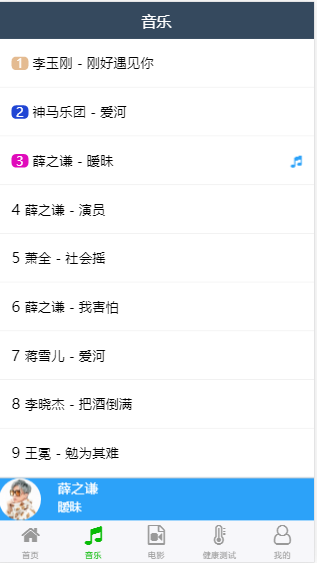 音乐
1 李玉刚 - 刚好遇见你
2 神马乐团 - 爱河
3 薛之谦 - 暧昧
4 薛之谦 - 演员
5 萧全 - 社会摇
6 薛之谦 - 我害怕
7 蒋雪儿 - 爱河
8 李晓杰 - 把酒倒满
9 王冕 - 勉为其难
薛之谦
暧昧
首页 音乐 电影 健康测试 我的